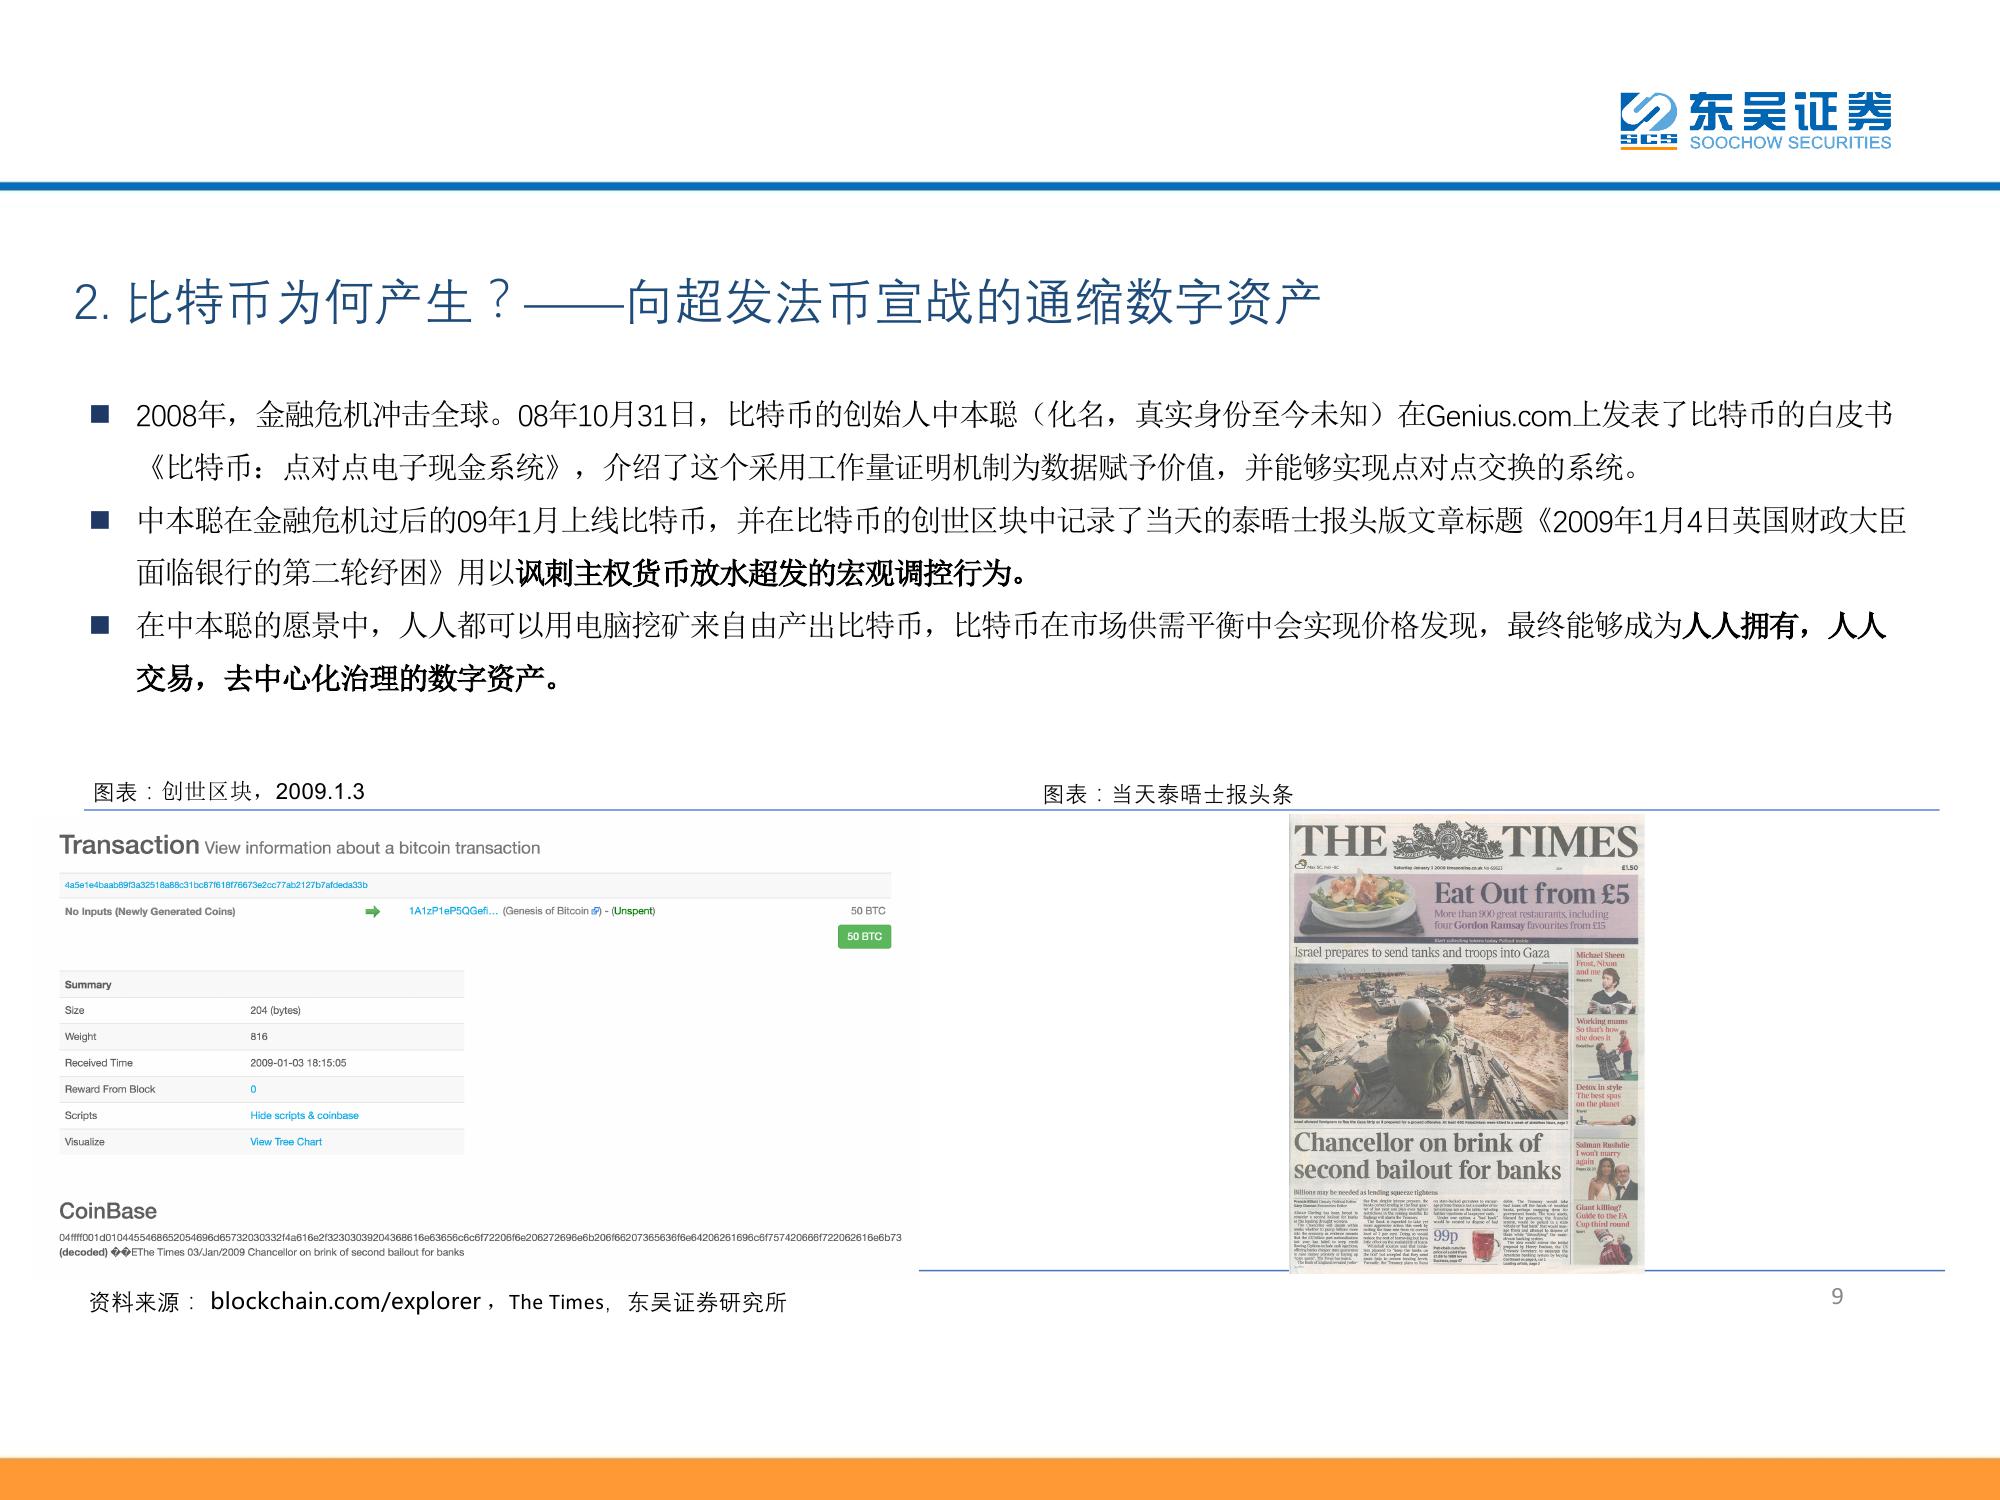 东吴证券
SCS
SOOCHOW SECURITIES
2. 比特币为何产生？——向超发法币宣战的通缩数字资产
■ 2008年，金融危机冲击全球。08年10月31日，比特币的创始人中本聪（化名，真实身份至今未知）在Genius.com上发表了比特币的白皮书
《比特币：点对点电子现金系统》，介绍了这个采用工作量证明机制为数据赋予价值，并能够实现点对点交换的系统。
■ 中本聪在金融危机过后的09年1月上线比特币，并在比特币的创世区块中记录了当天的泰晤士报头版文章标题《2009年1月4日英国财政大臣
面临银行的第二轮纾困》用以讽刺主权货币放水超发的宏观调控行为。
■ 在中本聪的愿景中，人人都可以用电脑挖矿来自由产出比特币，比特币在市场供需平衡中会实现价格发现，最终能够成为人人拥有，人人
交易，去中心化治理的数字资产。
图表：创世区块，2009.1.3
Transaction View information about a bitcoin transaction
4a5e1e4baab89f3a32518a88c31bc87f618f76673e2cc77ab2127b7afdeda33b
No Inputs (Newly Generated Coins)
1A1zP1eP5QGefi... (Genesis of Bitcoin) - (Unspent)
50 BTC
50 BTC
Summary
Size 204 (bytes)
Weight 816
Received Time 2009-01-03 18:15:05
Reward From Block 0
Scripts Hide scripts & coinbase
Visualize View Tree Chart
CoinBase
04ffff001d0104455468652054696d65732030332f4a616e2f32303039204368616e63656c6c6f72206f6e206272696e6b206f66207365636f6e64206261696c6f757420666f722062616e6b73
(decoded) ��EThe Times 03/Jan/2009 Chancellor on brink of second bailout for banks
图表：当天泰晤士报头条
THE TIMES
Saturday January 3 2009 timesonline.co.uk No 69523
£1.50
Eat Out from £5
More than 900 great restaurants, including
four Gordon Ramsay favourites from £15
Start collecting tokens today Pullout inside
Israel prepares to send tanks and troops into Gaza
Michael Sheen
Frost, Nixon
and me
Working mums
So that's how
she does it
Detox in style
The best spas
on the planet
Travel
Chancellor on brink of
second bailout for banks
Billions may be needed as lending squeeze tightens
Salman Rushdie
I won't marry
again
Giant killing?
Guide to the FA
Cup third round
Sport
99p
资料来源：blockchain.com/explorer，The Times，东吴证券研究所
9